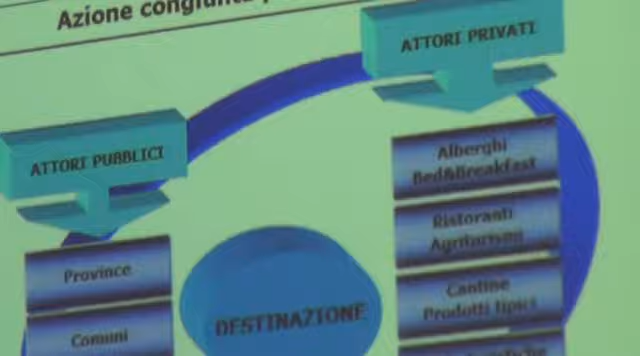 Azione congiunta
ATTORI PRIVATI
ATTORI PUBBLICI
Alberghi
Bed&Breakfast
Ristoranti
Agriturismi
Province
Cantine
Prodotti tipici
DESTINAZIONE
Comuni